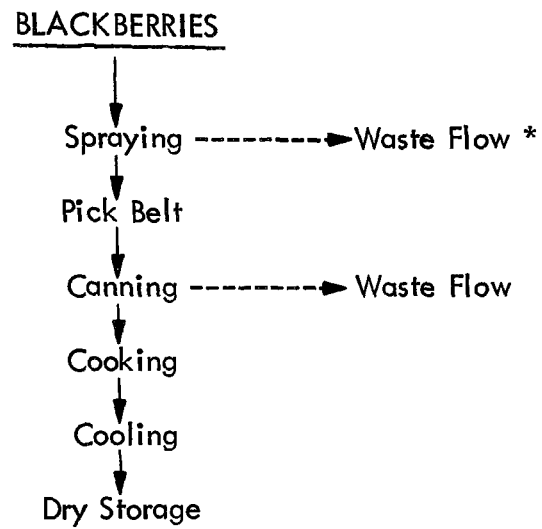 BLACKBERRIES
Spraying Waste Flow *
Pick Belt
Canning Waste Flow
Cooking
Cooling
Dry Storage